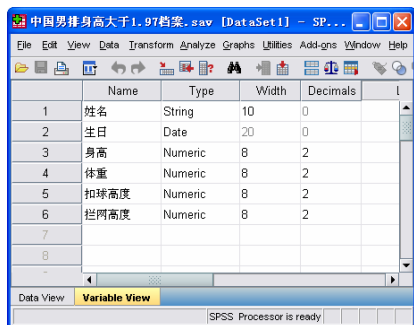 中国男排身高大于1.97档案.sav [DataSet1] - SP...
File Edit View Data Transform Analyze Graphs Utilities Add-ons Window Help
Name Type Width Decimals L
1 姓名 String 10 0
2 生日 Date 20 0
3 身高 Numeric 8 2
4 体重 Numeric 8 2
5 扣球高度 Numeric 8 2
6 拦网高度 Numeric 8 2
7
8
Data View Variable View
SPSS Processor is ready